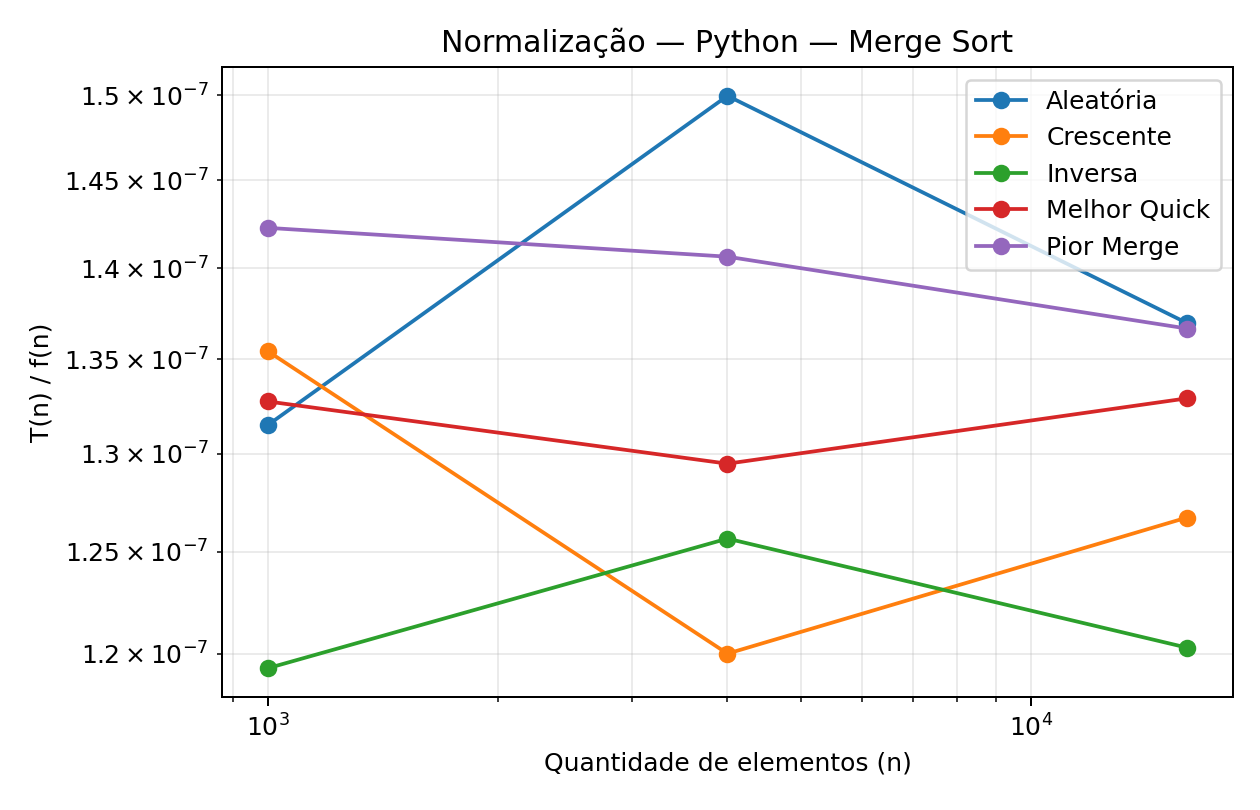 Normalização — Python — Merge Sort
T(n) / f(n)
1.5 × 10⁻⁷
1.45 × 10⁻⁷
1.4 × 10⁻⁷
1.35 × 10⁻⁷
1.3 × 10⁻⁷
1.25 × 10⁻⁷
1.2 × 10⁻⁷
Aleatória
Crescente
Inversa
Melhor Quick
Pior Merge
10³
10⁴
Quantidade de elementos (n)